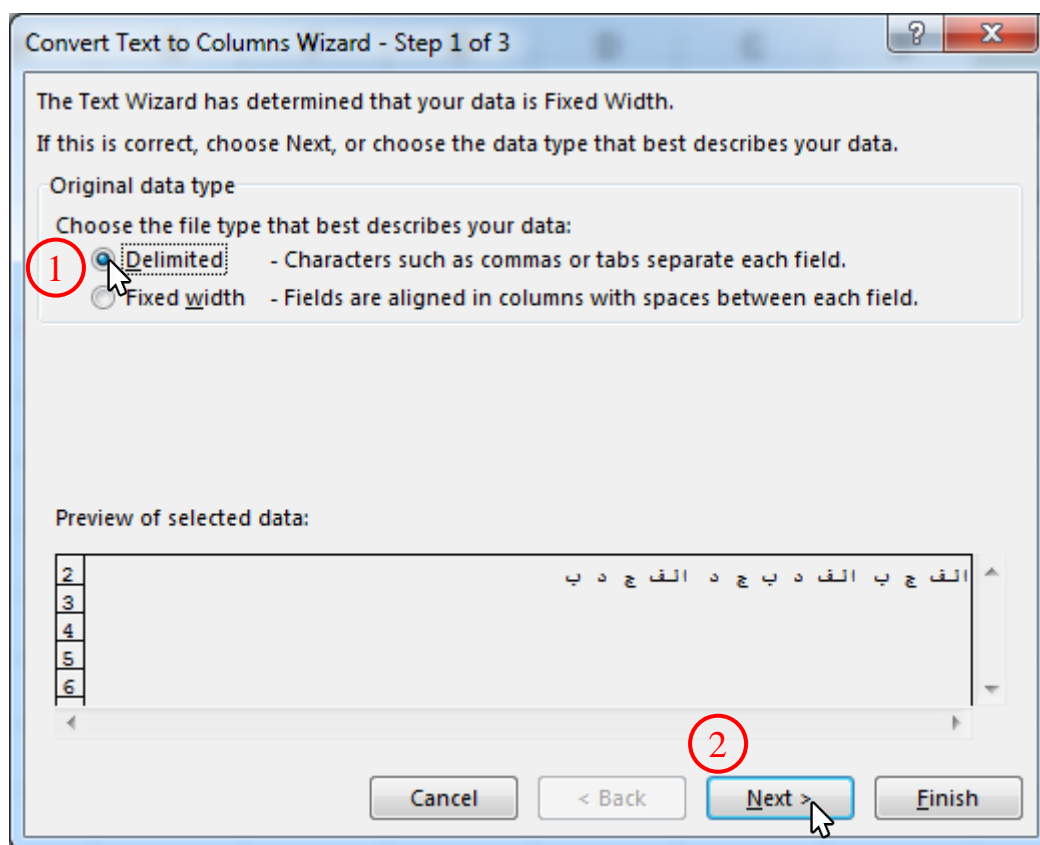 Convert Text to Columns Wizard - Step 1 of 3
The Text Wizard has determined that your data is Fixed Width.
If this is correct, choose Next, or choose the data type that best describes your data.
Original data type
Choose the file type that best describes your data:
1
Delimited - Characters such as commas or tabs separate each field.
Fixed width - Fields are aligned in columns with spaces between each field.
Preview of selected data:
2 الف ج ب الف د ب ج د الف ج د ب
3
4
5
6
2
Cancel < Back Next > Finish